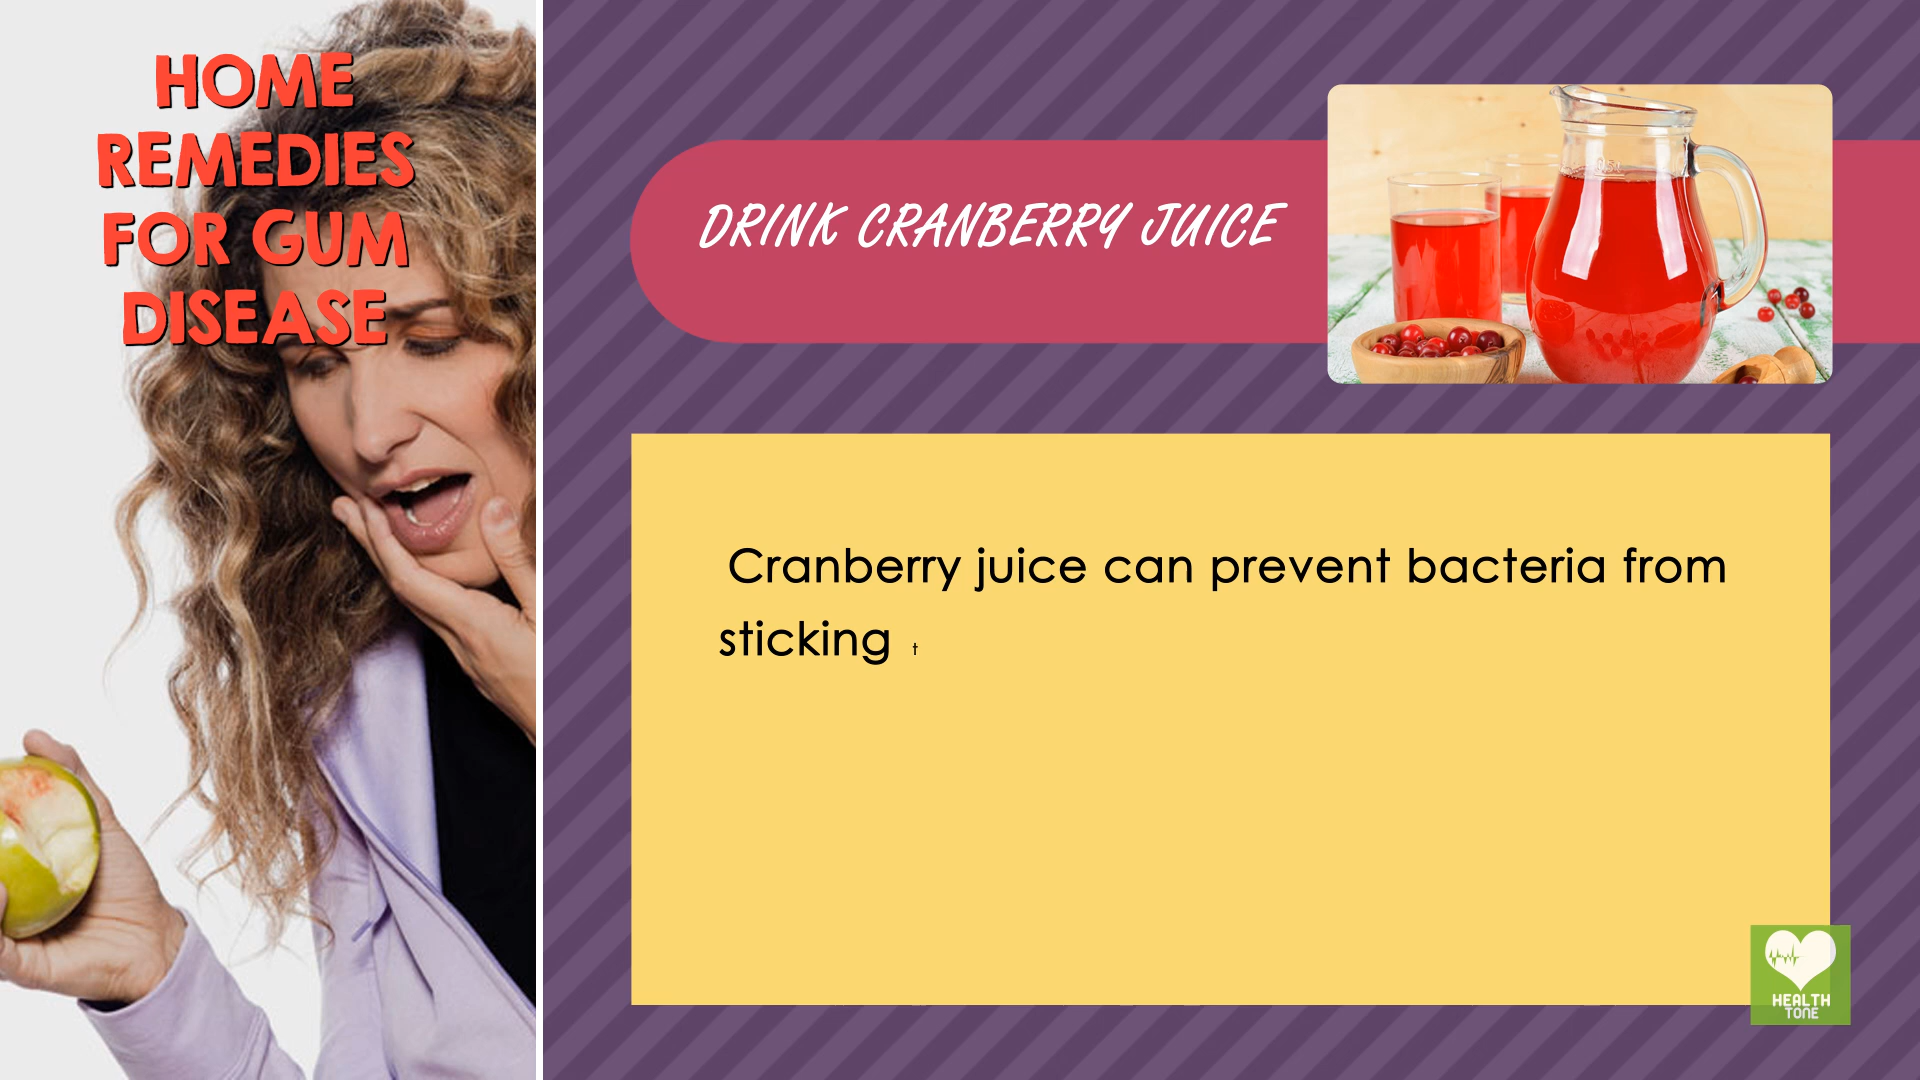 HOME
REMEDIES
FOR GUM
DISEASE
DRINK CRANBERRY JUICE
Cranberry juice can prevent bacteria from
sticking t
HEALTH
TONE